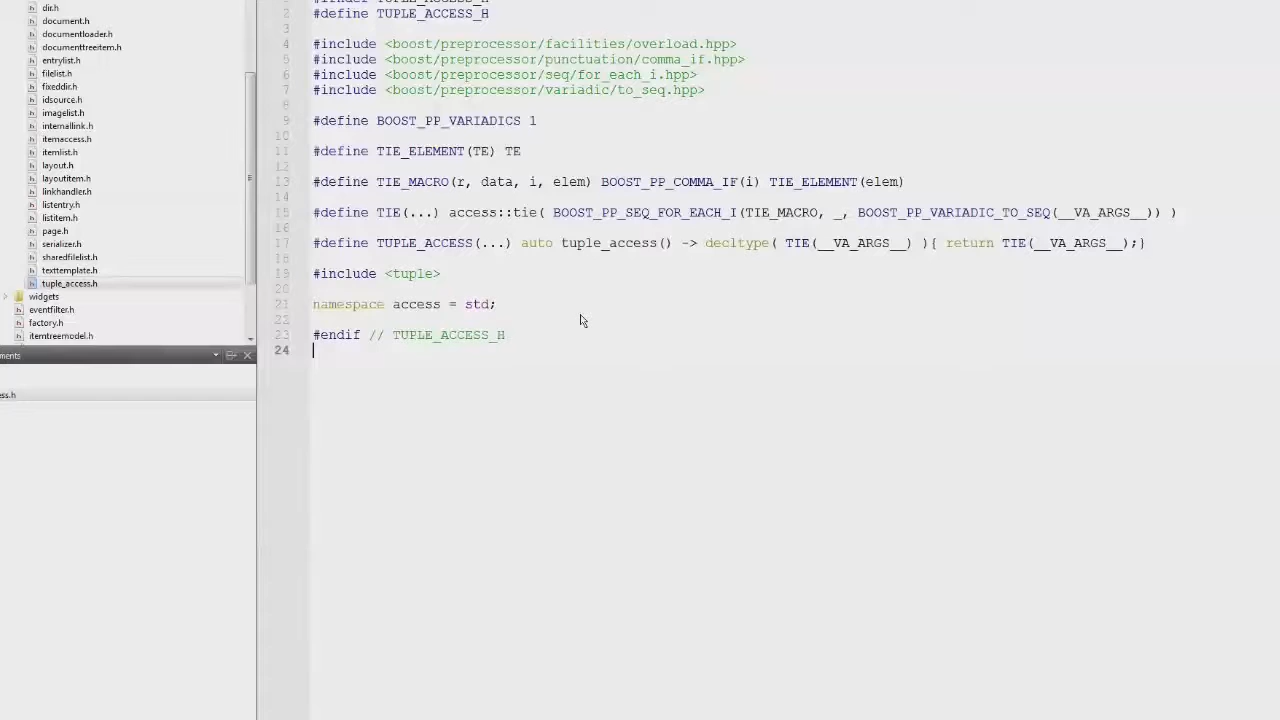 dir.h
document.h
documentloader.h
documenttreeitem.h
entrylist.h
filelist.h
fixeddir.h
idsource.h
imagelist.h
internallink.h
itemaccess.h
itemlist.h
layout.h
layoutitem.h
linkhandler.h
listentry.h
listitem.h
page.h
serializer.h
sharedfilelist.h
texttemplate.h
tuple_access.h
widgets
eventfilter.h
factory.h
itemtreemodel.h
ments
ess.h
2 #define TUPLE_ACCESS_H
3
4 #include <boost/preprocessor/facilities/overload.hpp>
5 #include <boost/preprocessor/punctuation/comma_if.hpp>
6 #include <boost/preprocessor/seq/for_each_i.hpp>
7 #include <boost/preprocessor/variadic/to_seq.hpp>
8
9 #define BOOST_PP_VARIADICS 1
10
11 #define TIE_ELEMENT(TE) TE
12
13 #define TIE_MACRO(r, data, i, elem) BOOST_PP_COMMA_IF(i) TIE_ELEMENT(elem)
14
15 #define TIE(...) access::tie( BOOST_PP_SEQ_FOR_EACH_I(TIE_MACRO, _, BOOST_PP_VARIADIC_TO_SEQ(__VA_ARGS__)) )
16
17 #define TUPLE_ACCESS(...) auto tuple_access() -> decltype( TIE(__VA_ARGS__) ){ return TIE(__VA_ARGS__);}
18
19 #include <tuple>
20
21 namespace access = std;
22
23 #endif // TUPLE_ACCESS_H
24